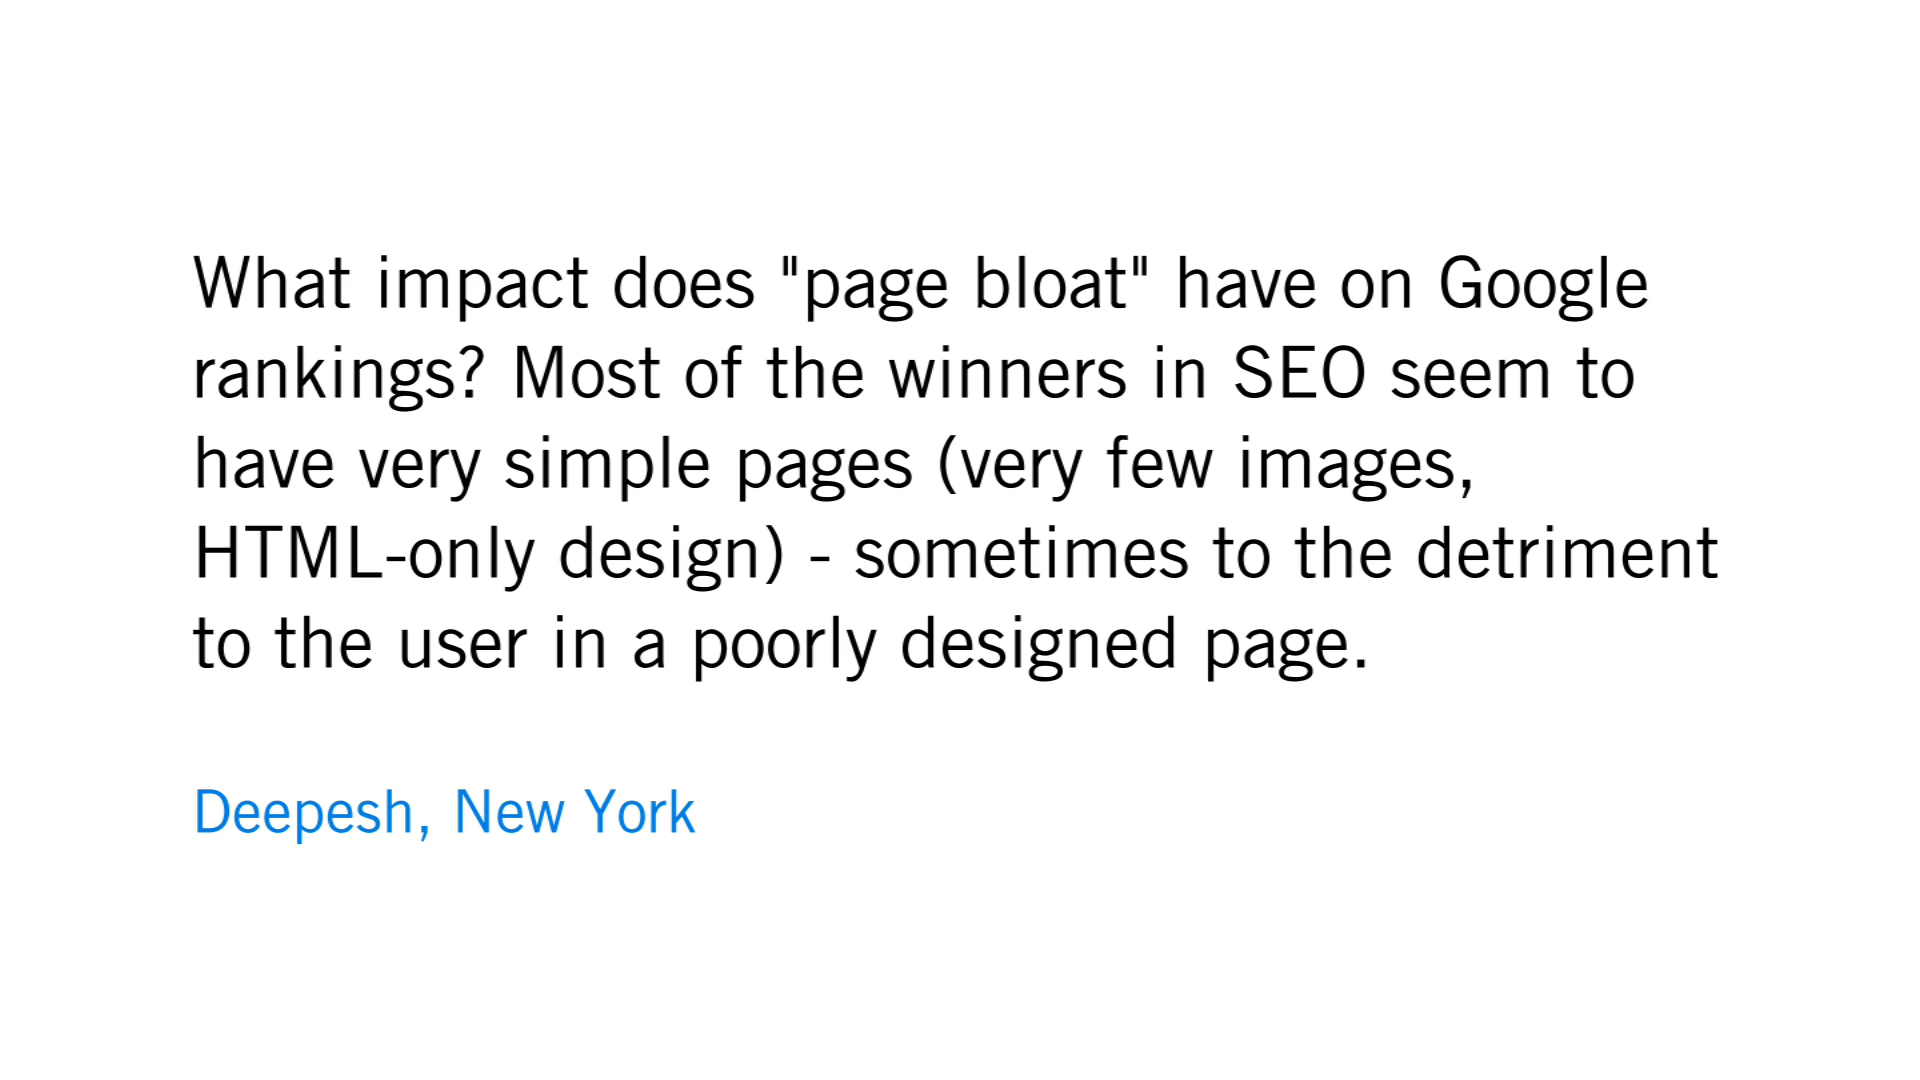 What impact does "page bloat" have on Google
rankings? Most of the winners in SEO seem to
have very simple pages (very few images,
HTML-only design) - sometimes to the detriment
to the user in a poorly designed page.
Deepesh, New York